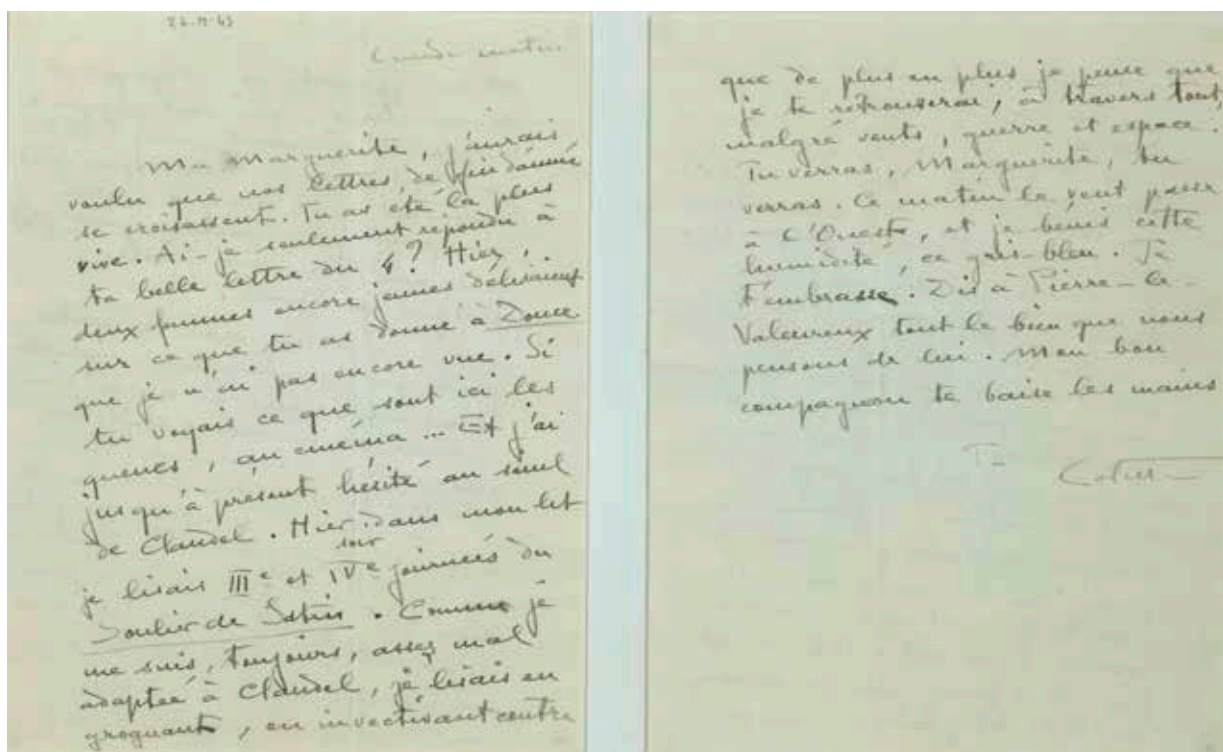 22-11-43
Lundi matin
Ma Marguerite, j'aurais
voulu que nos lettres, de fin d'année
se croisassent. Tu as été la plus
vive. Ai-je seulement répondu à
ta belle lettre du 4? Hier,
deux femmes encore jeunes déliraient
sur ce que tu as donné à Douce
que je n'ai pas encore vue. Si
tu voyais ce que sont ici les
queues, au cinéma ... Et j'ai
jusqu'à présent hésité au seuil
de Claudel. Hier soir dans mon lit
je lisais IIIe et IVe journées du
Soulier de Satin. Comme je
me suis, toujours, assez mal
adaptée à Claudel, je lisais en
grognant, en invectivant contre
que de plus en plus je pense que
je te retrouverai, à travers tout,
malgré vents, guerre et espace.
Tu verras, Marguerite, tu
verras. Ce matin le vent passe
à l'Ouest, et je bénis cette
humidité, ce gris-bleu. Je
t'embrasse. Dis à Pierre-le-
Valeureux tout le bien que nous
pensons de lui. Mon bon
compagnon te baise les mains
Ta
Colette